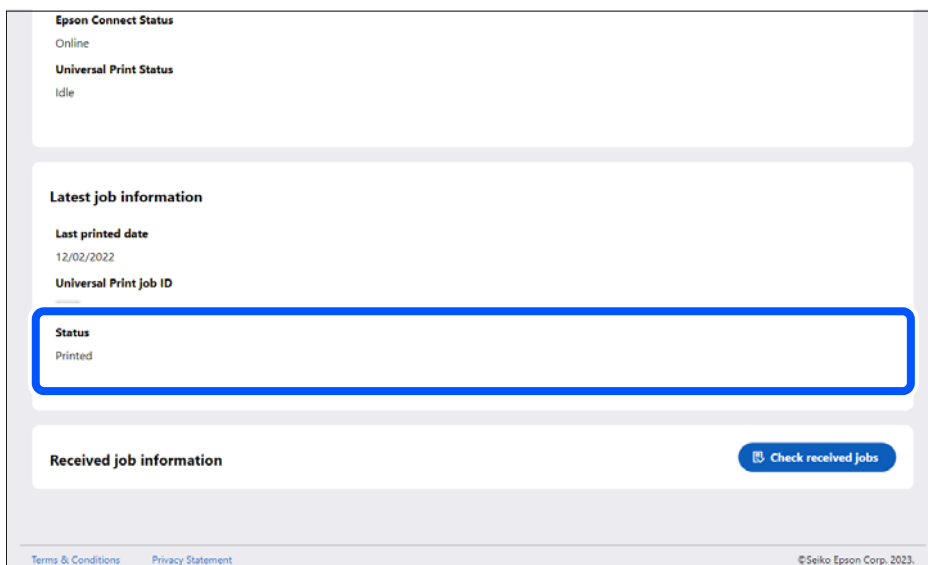 Epson Connect Status
Online
Universal Print Status
Idle
Latest job information
Last printed date
12/02/2022
Universal Print job ID
Status
Printed
Received job information
Check received jobs
Terms & Conditions
Privacy Statement
©Seiko Epson Corp. 2023.